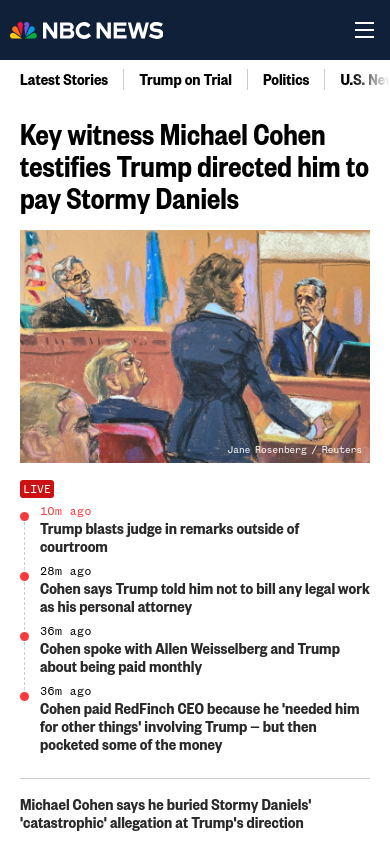 NBC NEWS
Latest Stories
Trump on Trial
Politics
U.S. Ne
Key witness Michael Cohen
testifies Trump directed him to
pay Stormy Daniels
Jane Rosenberg / Reuters
LIVE
10m ago
Trump blasts judge in remarks outside of
courtroom
28m ago
Cohen says Trump told him not to bill any legal work
as his personal attorney
36m ago
Cohen spoke with Allen Weisselberg and Trump
about being paid monthly
36m ago
Cohen paid RedFinch CEO because he 'needed him
for other things' involving Trump — but then
pocketed some of the money
Michael Cohen says he buried Stormy Daniels'
'catastrophic' allegation at Trump's direction